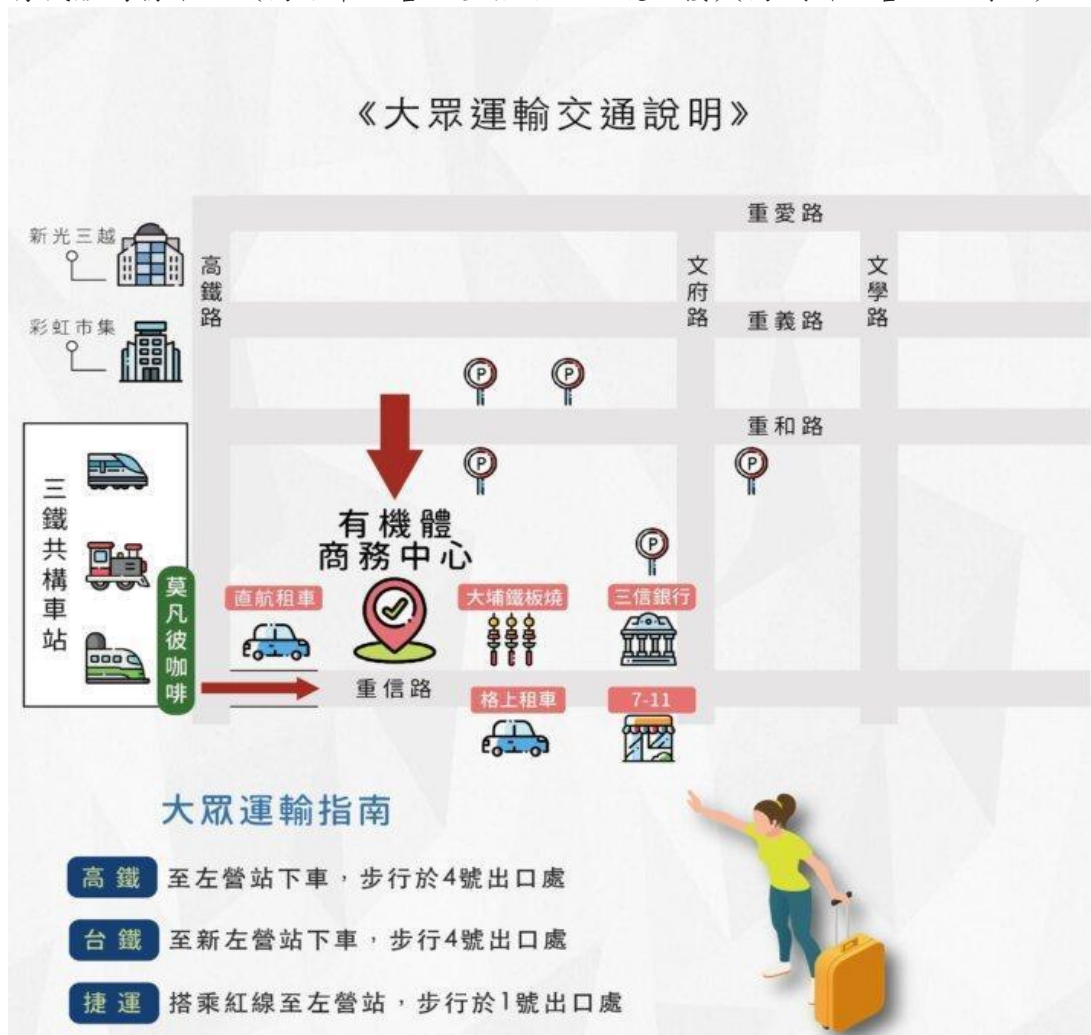 《大眾運輸交通說明》
重愛路
新光三越
高鐵路
文府路
文學路
彩虹市集
重義路
P
P
重和路
三鐵共構車站
P
P
有機體
商務中心
P
莫凡彼咖啡
直航租車
大埔鐵板燒
三信銀行
重信路
格上租車
7-11
大眾運輸指南
高鐵 至左營站下車，步行於4號出口處
台鐵 至新左營站下車，步行4號出口處
捷運 搭乘紅線至左營站，步行於1號出口處